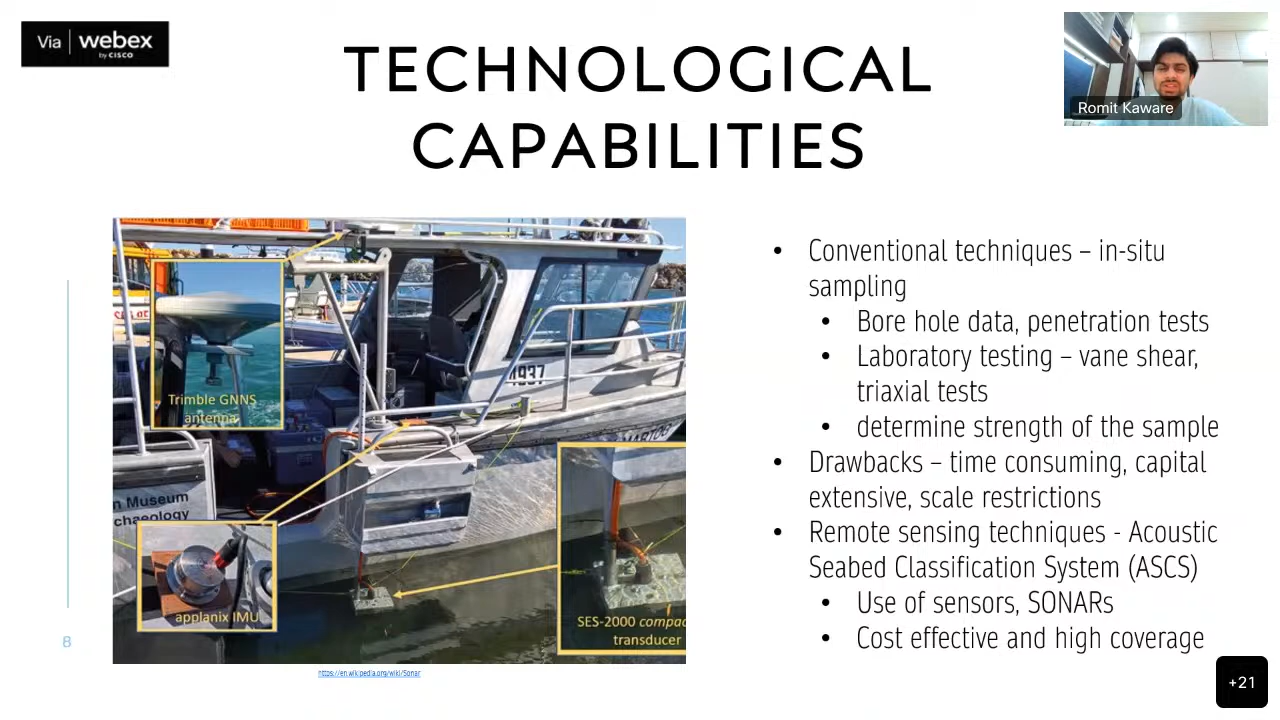 Via webex
by CISCO
TECHNOLOGICAL
CAPABILITIES
Romit Kaware
Trimble GNNS
antenna
4937
n Museum
chaeology
applanix IMU
SES-2000 compac
transducer
https://en.wikipedia.org/wiki/Sonar
• Conventional techniques – in-situ
sampling
• Bore hole data, penetration tests
• Laboratory testing – vane shear,
triaxial tests
• determine strength of the sample
• Drawbacks – time consuming, capital
extensive, scale restrictions
• Remote sensing techniques - Acoustic
Seabed Classification System (ASCS)
• Use of sensors, SONARs
• Cost effective and high coverage
8
+21